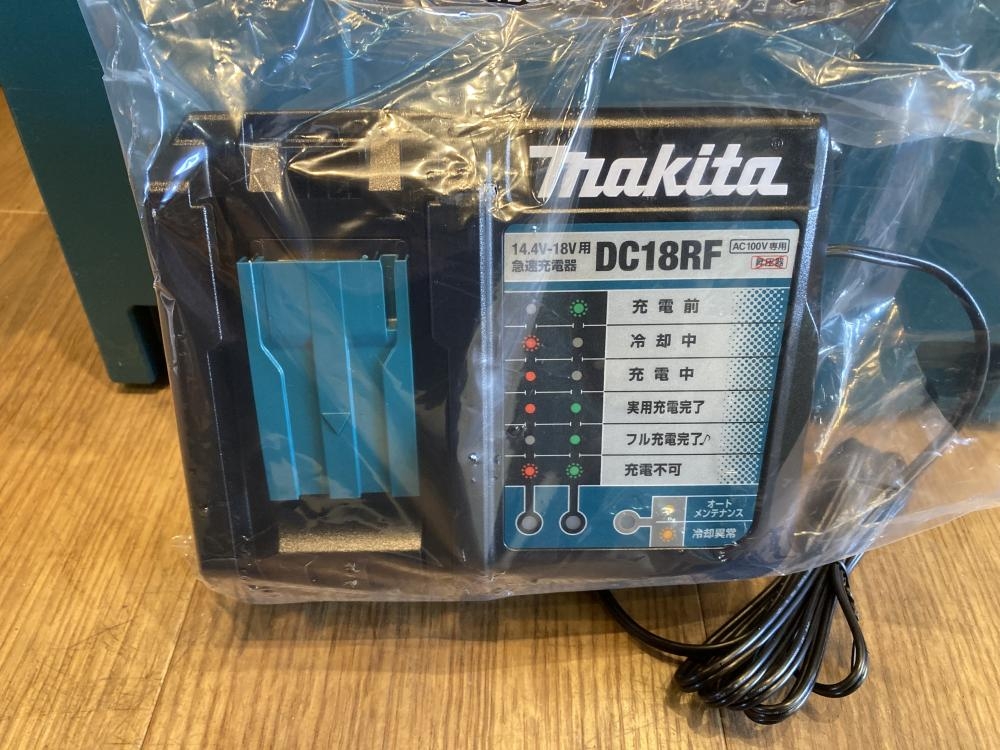 makita
14.4V-18V用
急速充電器
DC18RF
AC100V専用
昇圧器
充電前
冷却中
充電中
実用充電完了
フル充電完了♪
充電不可
オート
メンテナンス
冷却異常